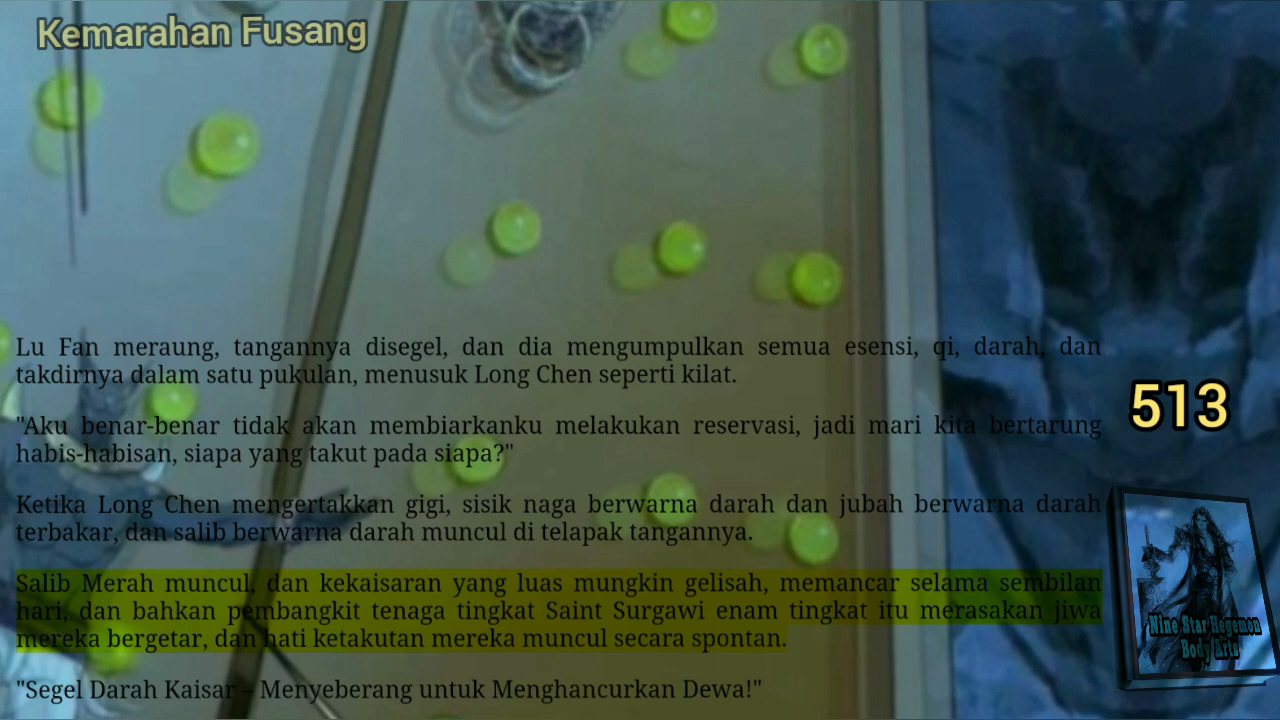 Kemarahan Fusang
Lu Fan meraung, tangannya disegel, dan dia mengumpulkan semua esensi, qi, darah, dan
takdirnya dalam satu pukulan, menusuk Long Chen seperti kilat.
"Aku benar-benar tidak akan membiarkanku melakukan reservasi, jadi mari kita bertarung
habis-habisan, siapa yang takut pada siapa?"
Ketika Long Chen mengertakkan gigi, sisik naga berwarna darah dan jubah berwarna darah
terbakar, dan salib berwarna darah muncul di telapak tangannya.
Salib Merah muncul, dan kekaisaran yang luas mungkin gelisah, memancar selama sembilan
hari, dan bahkan pembangkit tenaga tingkat Saint Surgawi enam tingkat itu merasakan jiwa
mereka bergetar, dan hati ketakutan mereka muncul secara spontan.
"Segel Darah Kaisar – Menyeberang untuk Menghancurkan Dewa!"
513
Nine Star Hegemon
Body Arts